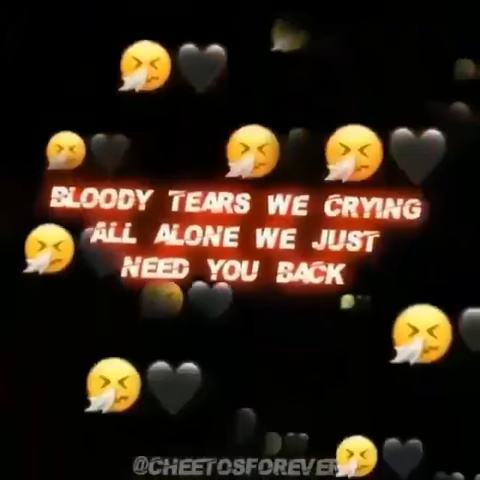 BLOODY TEARS WE CRYING
ALL ALONE WE JUST
NEED YOU BACK
@CHEETOSFOREVER